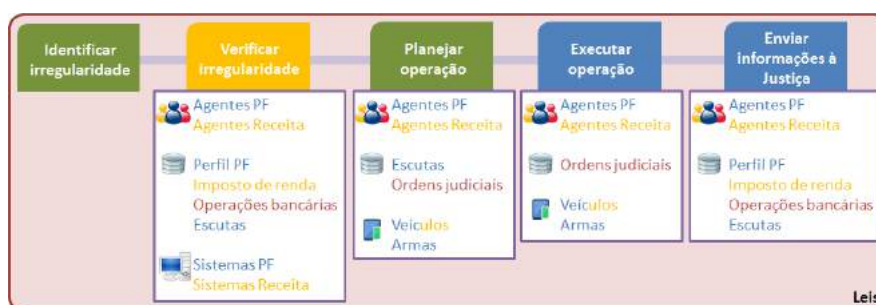 Identificar
irregularidade
Verificar
irregularidade
Planejar
operação
Executar
operação
Enviar
informações à
Justiça
Agentes PF
Agentes Receita
Perfil PF
Imposto de renda
Operações bancárias
Escutas
Sistemas PF
Sistemas Receita
Agentes PF
Agentes Receita
Escutas
Ordens judiciais
Veículos
Armas
Agentes PF
Agentes Receita
Ordens judiciais
Veículos
Armas
Agentes PF
Agentes Receita
Perfil PF
Imposto de renda
Operações bancárias
Escutas
Leis